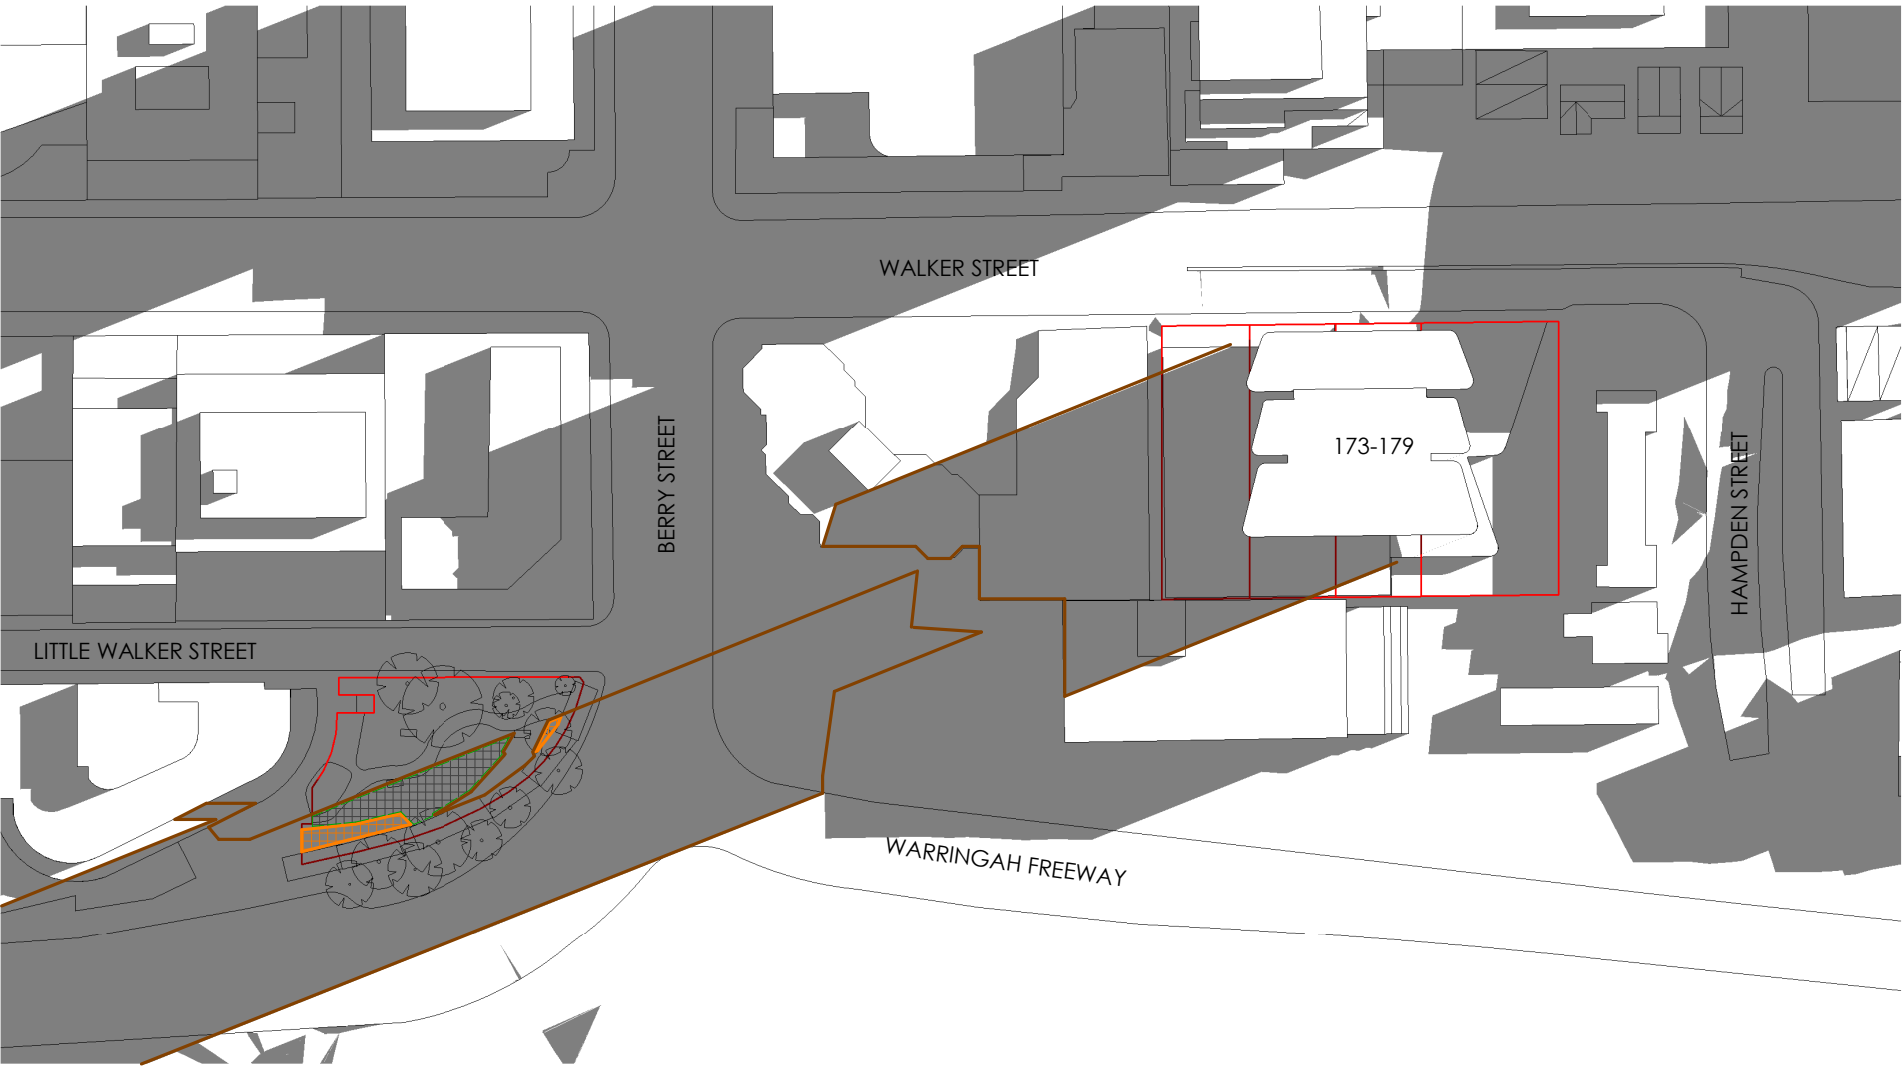 WALKER STREET
173-179
BERRY STREET
HAMPDEN STREET
LITTLE WALKER STREET
WARRINGAH FREEWAY